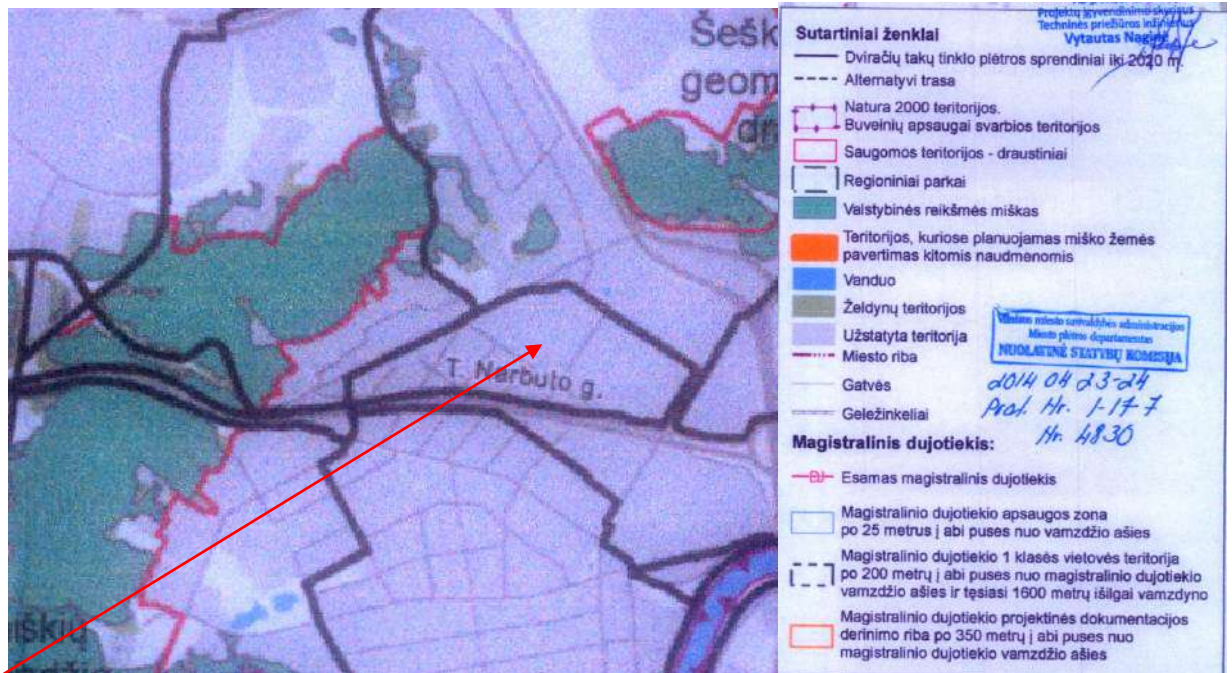 Šešk
geom
dr
T. Narbuto g.
iškių
Projektų įgyvendinimo skyriaus
Techninės priežiūros inžinierius
Vytautas
Sutartiniai ženklai
Dviračių takų tinklo plėtros sprendiniai iki 2020 m.
Alternatyvi trasa
Natura 2000 teritorijos.
Buveinių apsaugai svarbios teritorijos
Saugomos teritorijos - draustiniai
Regioniniai parkai
Valstybinės reikšmės miškas
Teritorijos, kuriose planuojamas miško žemės
pavertimas kitomis naudmenomis
Vanduo
Želdynų teritorijos
Užstatyta teritorija
Miesto riba
Gatvės
Geležinkeliai
Vilniaus miesto savivaldybės administracijos
Miesto plėtros departamentas
NUOLATINĖ STATYBŲ KOMISIJA
2014 04 23-24
Prot. Nr. 1-17-7
Nr. 4830
Magistralinis dujotiekis:
Esamas magistralinis dujotiekis
Magistralinio dujotiekio apsaugos zona
po 25 metrus į abi puses nuo vamzdžio ašies
Magistralinio dujotiekio 1 klasės vietovės teritorija
po 200 metrų į abi puses nuo magistralinio dujotiekio
vamzdžio ašies ir tęsiasi 1600 metrų išilgai vamzdyno
Magistralinio dujotiekio projektinės dokumentacijos
derinimo riba po 350 metrų į abi puses nuo
magistralinio dujotiekio vamzdžio ašies